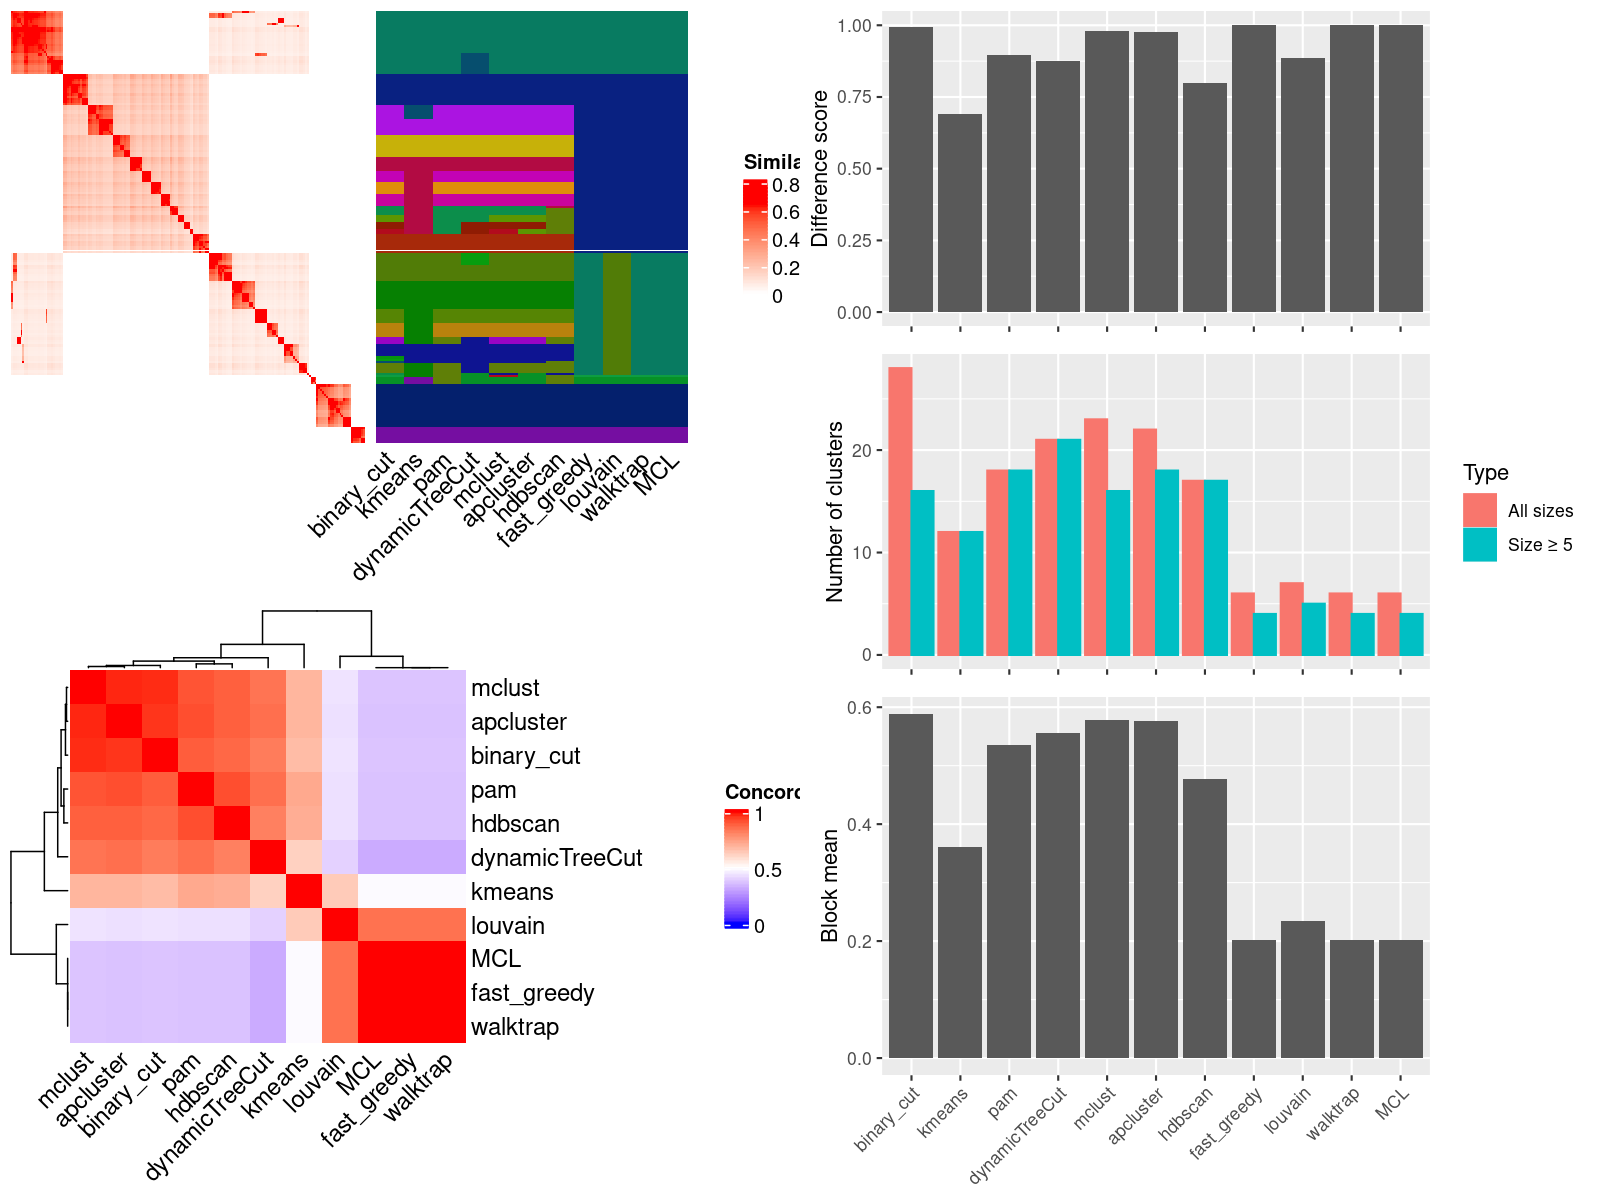 Simila
0.8
0.6
0.4
0.2
0
binary_cut
kmeans
pam
dynamicTreeCut
mclust
apcluster
hdbscan
fast_greedy
louvain
walktrap
MCL
mclust
apcluster
binary_cut
pam
hdbscan
dynamicTreeCut
kmeans
louvain
MCL
fast_greedy
walktrap
mclust
apcluster
binary_cut
pam
hdbscan
dynamicTreeCut
kmeans
louvain
MCL
fast_greedy
walktrap
Concord
1
0.5
0
Difference score
1.00
0.75
0.50
0.25
0.00
Number of clusters
20
10
0
Type
All sizes
Size ≥ 5
Block mean
0.6
0.4
0.2
0.0
binary_cut
kmeans
pam
dynamicTreeCut
mclust
apcluster
hdbscan
fast_greedy
louvain
walktrap
MCL